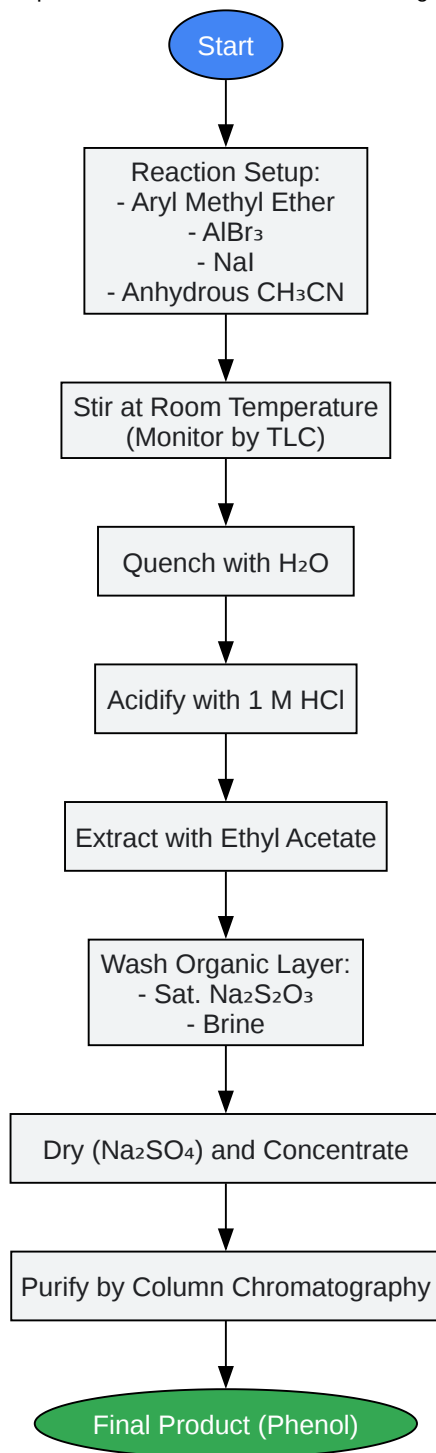 Start
Reaction Setup:
- Aryl Methyl Ether
- AlBr₃
- NaI
- Anhydrous CH₃CN
Stir at Room Temperature
(Monitor by TLC)
Quench with H₂O
Acidify with 1 M HCl
Extract with Ethyl Acetate
Wash Organic Layer:
- Sat. Na₂S₂O₃
- Brine
Dry (Na₂SO₄) and Concentrate
Purify by Column Chromatography
Final Product (Phenol)